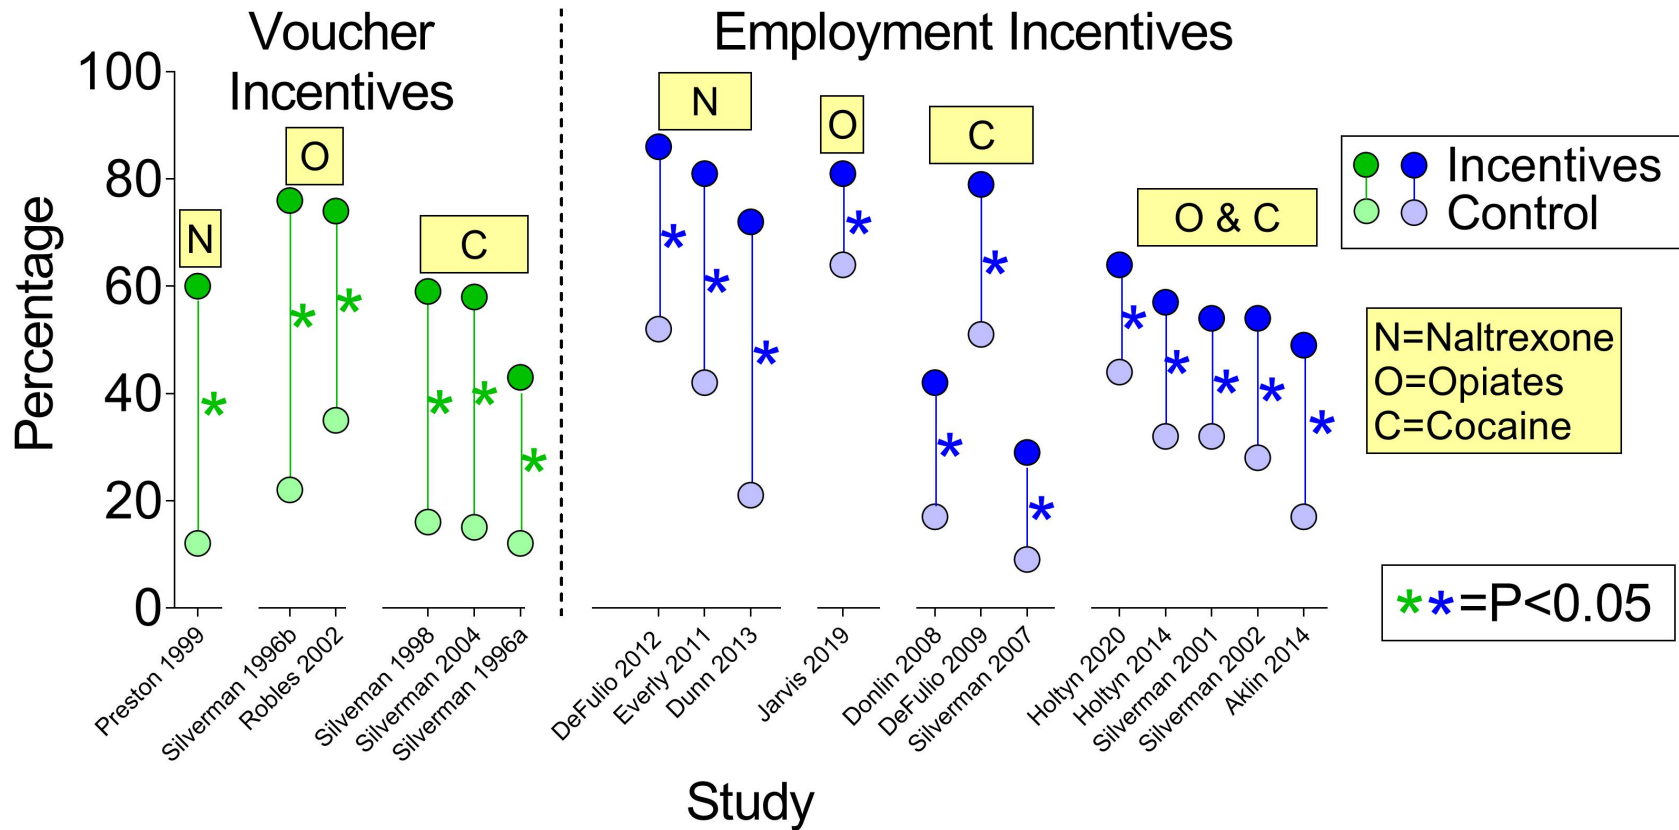 Voucher
Incentives
Employment Incentives
Percentage
100
80
60
40
20
0
N
O
C
N
O
C
O & C
Incentives
Control
N=Naltrexone
O=Opiates
C=Cocaine
**=P<0.05
Preston 1999
Silverman 1996b
Robles 2002
Silverman 1998
Silverman 2004
Silverman 1996a
DeFulio 2012
Everly 2011
Dunn 2013
Jarvis 2019
Donlin 2008
DeFulio 2009
Silverman 2007
Holtyn 2020
Holtyn 2014
Silverman 2001
Silverman 2002
Aklin 2014
Study